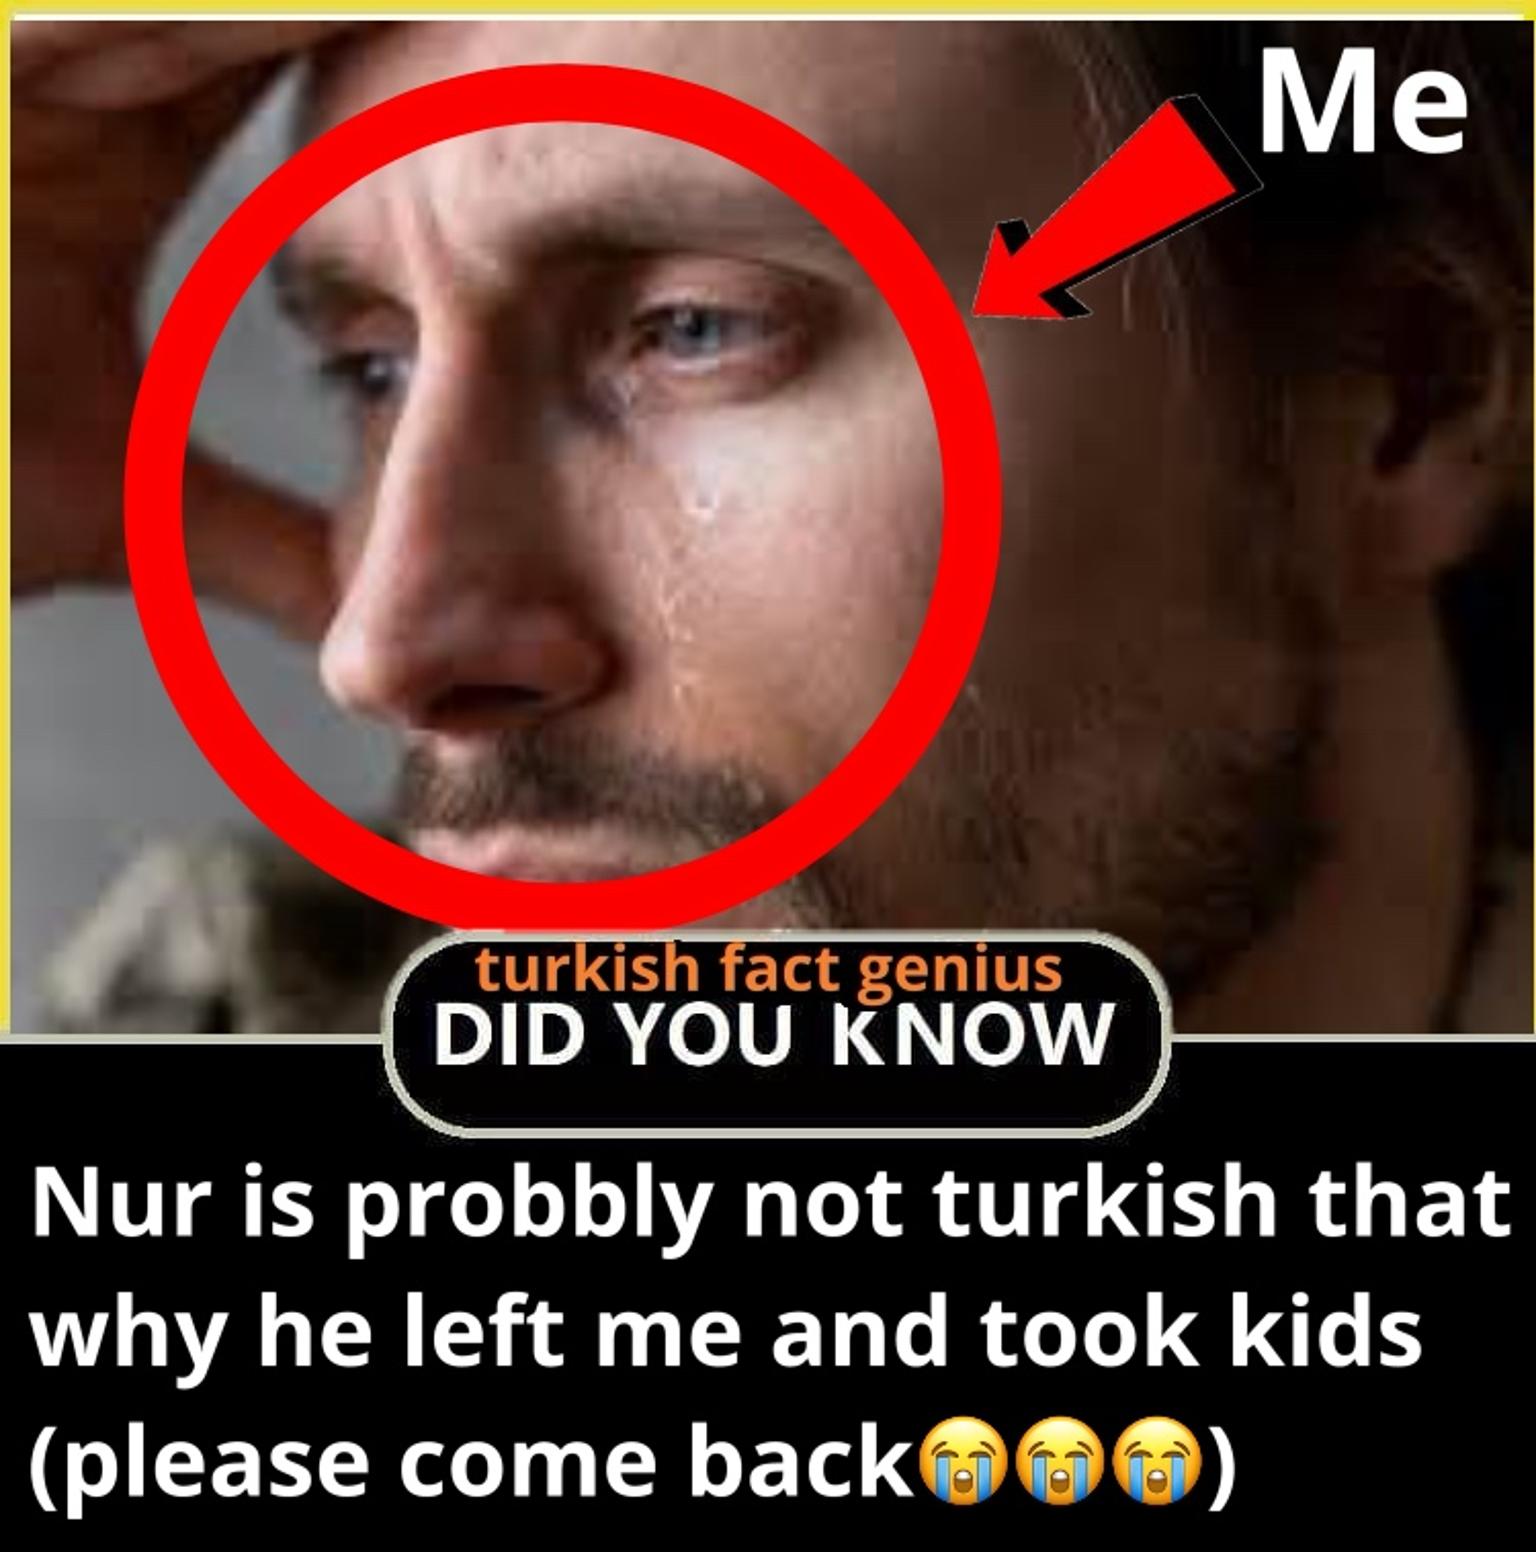 Me
turkish fact genius
DID YOU KNOW
Nur is probbly not turkish that
why he left me and took kids
(please come back😭😭😭)